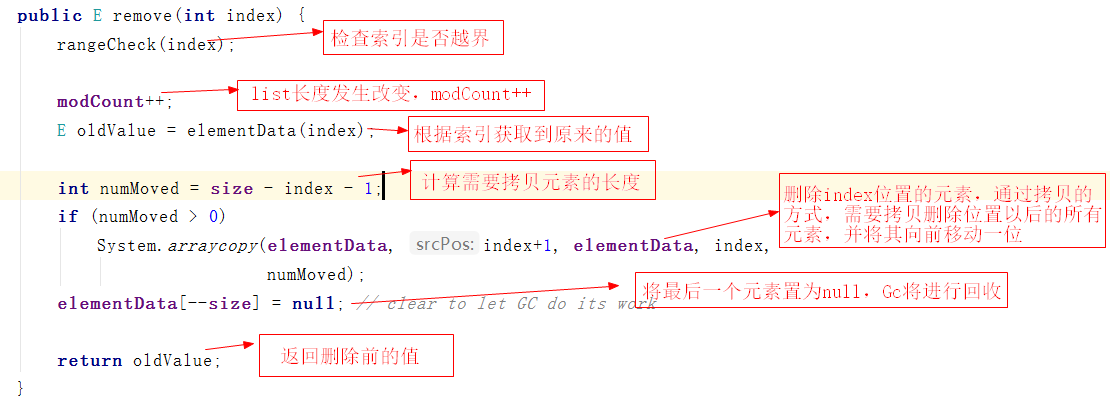 public E remove(int index) {
rangeCheck(index);
检查索引是否越界
modCount++;
list长度发生改变，modCount++
E oldValue = elementData(index);
根据索引获取到原来的值
int numMoved = size - index - 1;
计算需要拷贝元素的长度
if (numMoved > 0)
System.arraycopy(elementData, srcPos: index+1, elementData, index,
numMoved);
删除index位置的元素，通过拷贝的
方式，需要拷贝删除位置以后的所有
元素，并将其向前移动一位
elementData[--size] = null; // clear to let GC do its work
将最后一个元素置为null，Gc将进行回收
return oldValue;
返回删除前的值
}